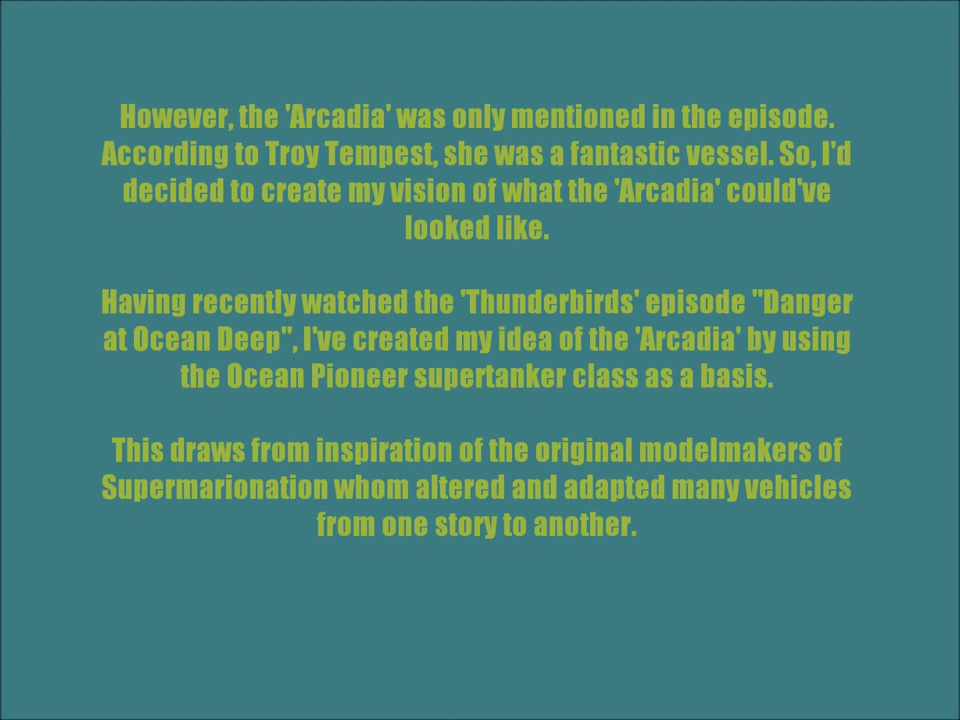 However, the 'Arcadia' was only mentioned in the episode.
According to Troy Tempest, she was a fantastic vessel. So, I'd
decided to create my vision of what the 'Arcadia' could've
looked like.
Having recently watched the 'Thunderbirds' episode "Danger
at Ocean Deep", I've created my idea of the 'Arcadia' by using
the Ocean Pioneer supertanker class as a basis.
This draws from inspiration of the original modelmakers of
Supermarionation whom altered and adapted many vehicles
from one story to another.